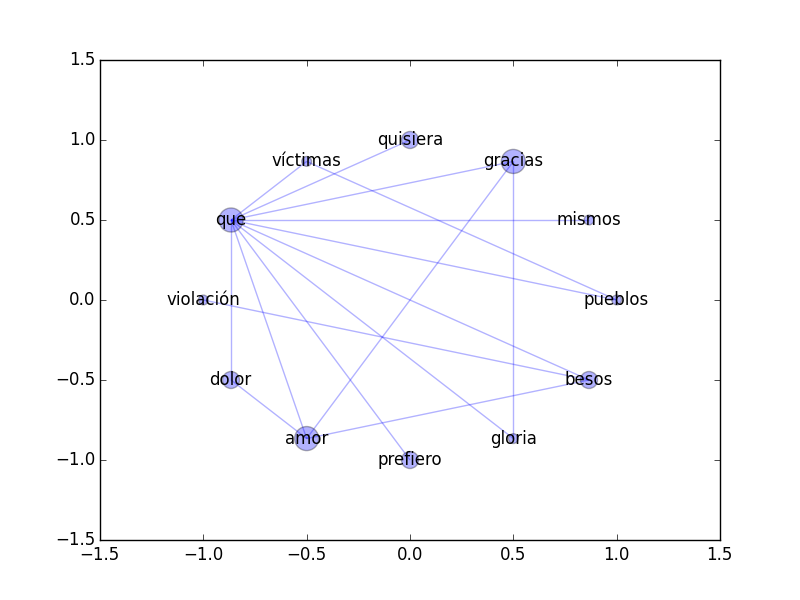 1.5
quisiera
1.0
víctimas
gracias
que
0.5
mismos
violación
0.0
pueblos
dolor
−0.5
besos
amor
gloria
prefiero
−1.0
−1.5
−1.5 −1.0 −0.5 0.0 0.5 1.0 1.5